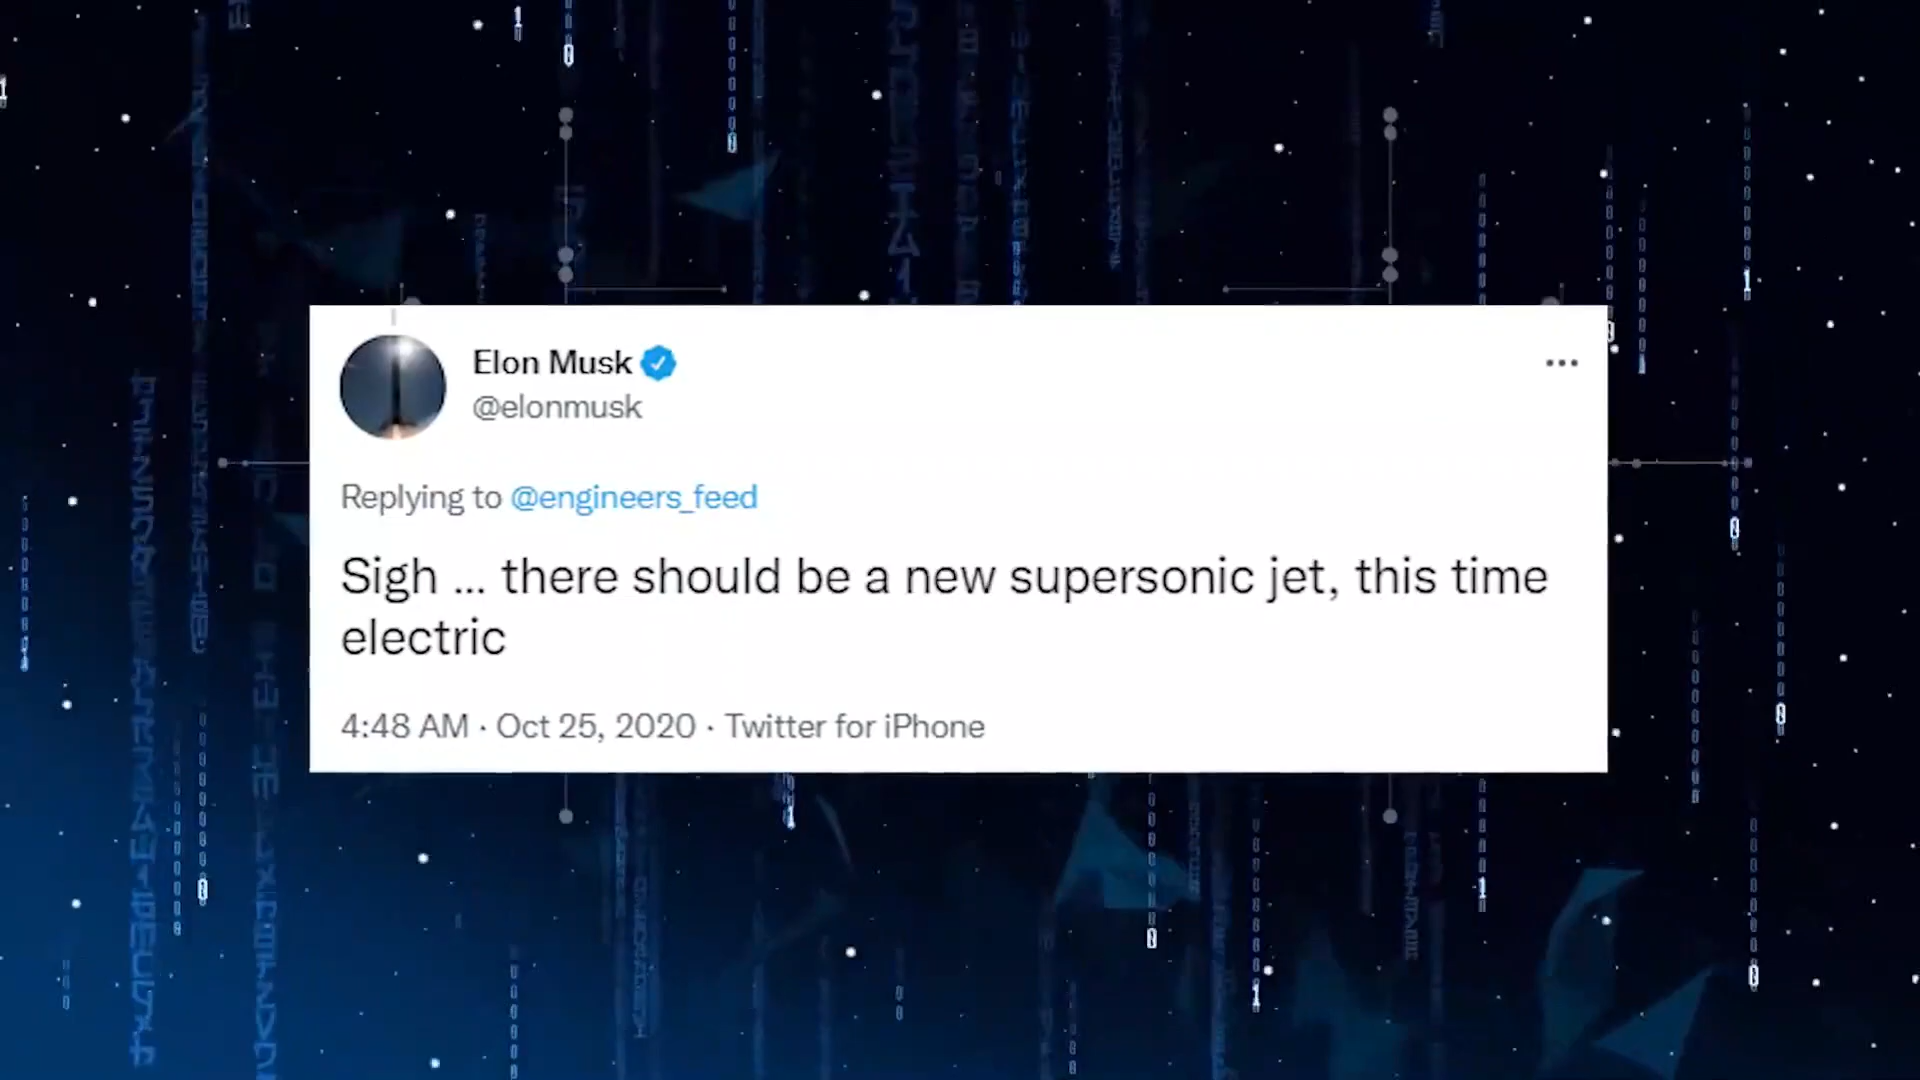 Elon Musk
@elonmusk
Replying to @engineers_feed
Sigh ... there should be a new supersonic jet, this time
electric
4:48 AM · Oct 25, 2020 · Twitter for iPhone